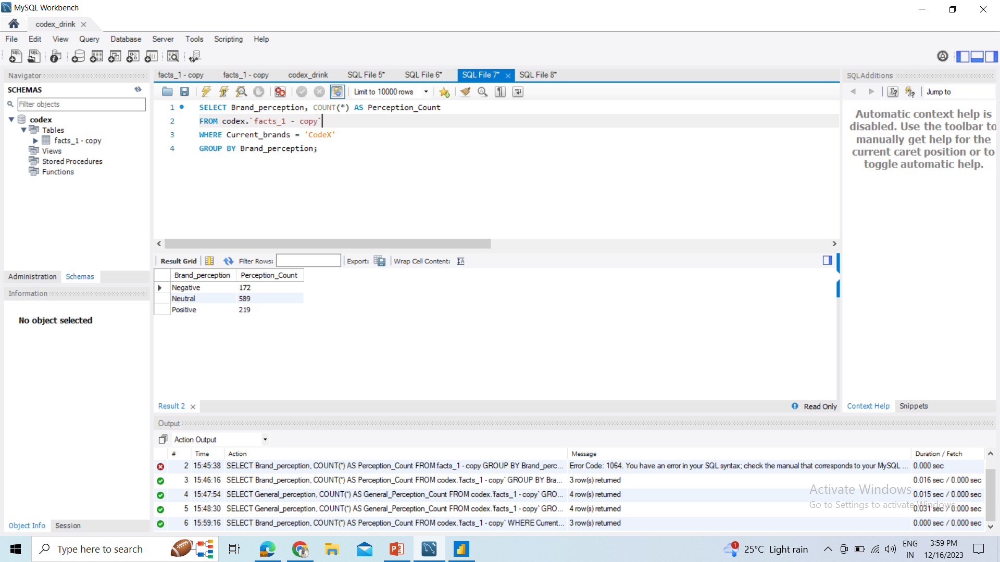 MySQL Workbench
codex_drink
File Edit View Query Database Server Tools Scripting Help
Navigator
SCHEMAS
Filter objects
codex
Tables
facts_1 - copy
Views
Stored Procedures
Functions
Administration Schemas
Information
No object selected
Object Info Session
facts_1 - copy facts_1 - copy codex_drink SQL File 5* SQL File 6* SQL File 7* SQL File 8*
Limit to 10000 rows
1 SELECT Brand_perception, COUNT(*) AS Perception_Count
2 FROM codex.`facts_1 - copy`
3 WHERE Current_brands = 'CodeX'
4 GROUP BY Brand_perception;
Result Grid Filter Rows: Export: Wrap Cell Content:
Brand_perception Perception_Count
Negative 172
Neutral 589
Positive 219
Result 2 Read Only
SQLAdditions
Jump to
Automatic context help is
disabled. Use the toolbar to
manually get help for the
current caret position or to
toggle automatic help.
Context Help Snippets
Output
Action Output
# Time Action Message Duration / Fetch
2 15:45:38 SELECT Brand_perception, COUNT(*) AS Perception_Count FROM facts_1 - copy GROUP BY Brand_perc... Error Code: 1064. You have an error in your SQL syntax; check the manual that corresponds to your MySQL ... 0.000 sec
3 15:46:16 SELECT Brand_perception, COUNT(*) AS Perception_Count FROM codex.`facts_1 - copy` GROUP BY Bra... 3 row(s) returned 0.016 sec / 0.000 sec
4 15:47:54 SELECT General_perception, COUNT(*) AS General_Perception_Count FROM codex.`facts_1 - copy` GRO... 4 row(s) returned 0.015 sec / 0.000 sec
5 15:48:30 SELECT General_perception, COUNT(*) AS General_Perception_Count FROM codex.`facts_1 - copy` GRO... 4 row(s) returned 0.031 sec / 0.000 sec
6 15:59:16 SELECT Brand_perception, COUNT(*) AS Perception_Count FROM codex.`facts_1 - copy` WHERE Current... 3 row(s) returned 0.000 sec / 0.000 sec
Activate Windows
Go to Settings to activate Windows.
Type here to search
1
25°C Light rain
ENG
IN
3:59 PM
12/16/2023